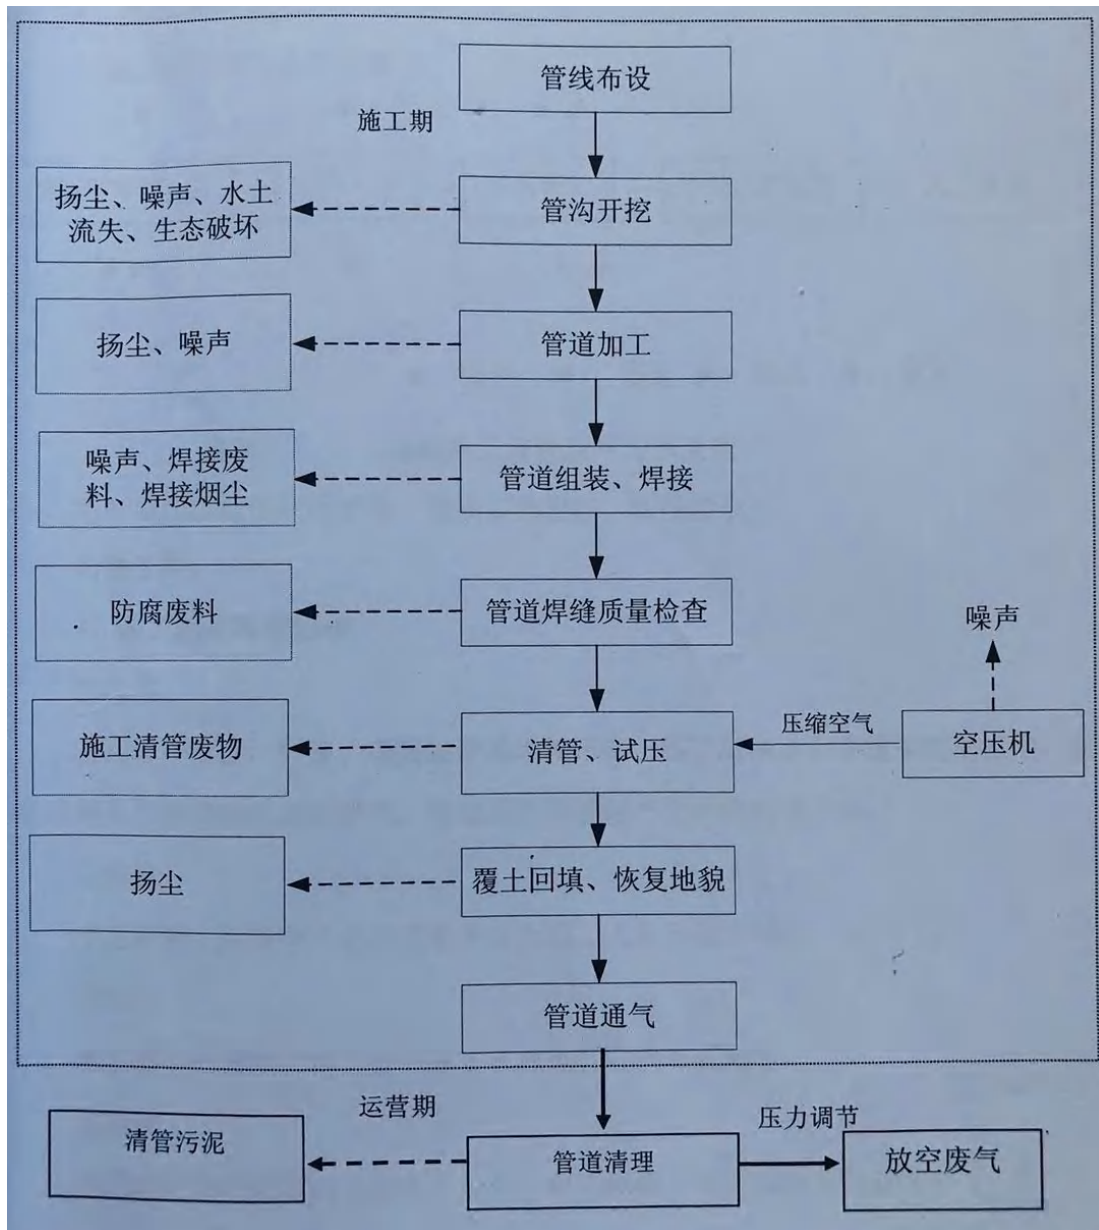 管线布设
施工期
扬尘、噪声、水土
流失、生态破坏
管沟开挖
扬尘、噪声
管道加工
噪声、焊接废
料、焊接烟尘
管道组装、焊接
防腐废料
管道焊缝质量检查
噪声
施工清管废物
清管、试压
压缩空气
空压机
扬尘
覆土回填、恢复地貌
管道通气
运营期
清管污泥
管道清理
压力调节
放空废气